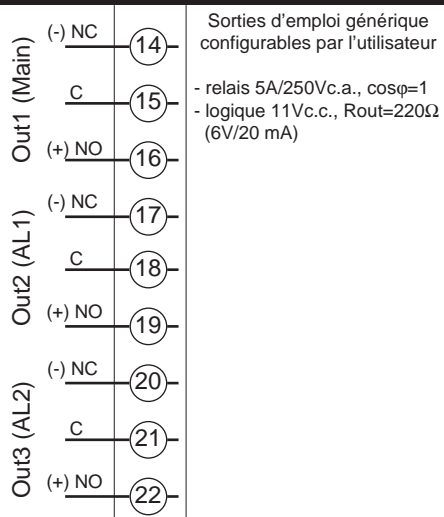 Out1 (Main)
(-) NC 14
C 15
(+) NO 16
Out2 (AL1)
(-) NC 17
C 18
(+) NO 19
Out3 (AL2)
(-) NC 20
C 21
(+) NO 22
Sorties d’emploi générique
configurables par l’utilisateur
- relais 5A/250Vc.a., cosφ=1
- logique 11Vc.c., Rout=220Ω
(6V/20 mA)